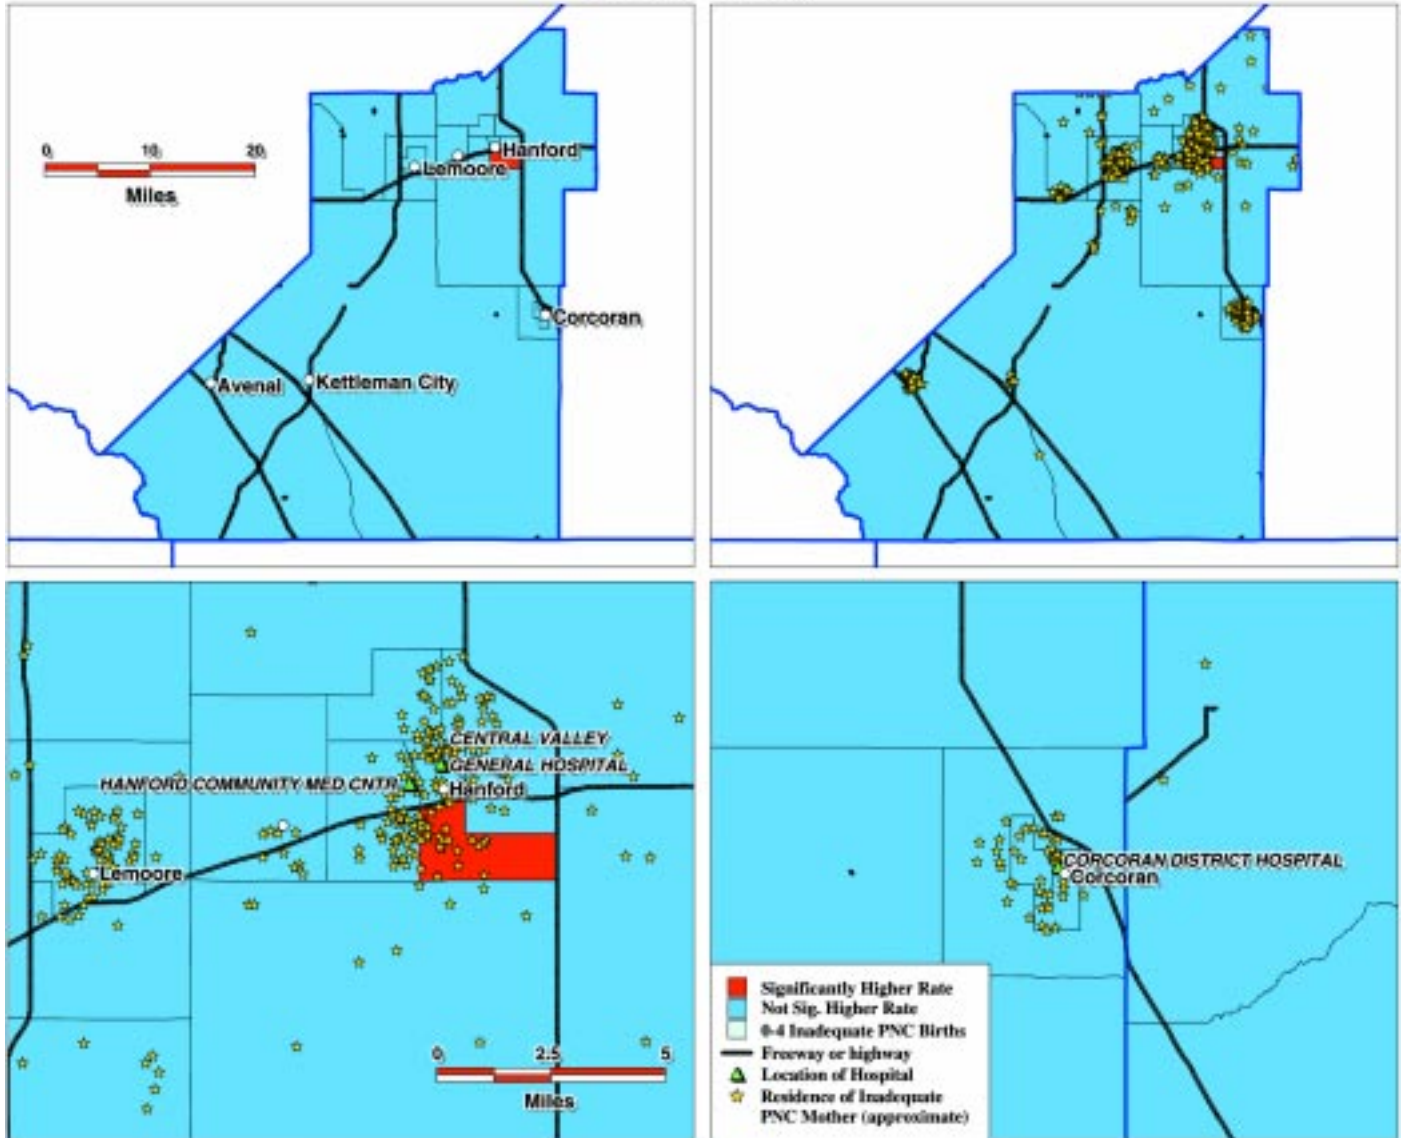 0 10 20
Miles
Hanford
Lemoore
Corcoran
Avenal
Kettleman City
CENTRAL VALLEY
GENERAL HOSPITAL
HANFORD COMMUNITY MED CNTR
Hanford
Lemoore
0 2.5 5
Miles
CORCORAN DISTRICT HOSPITAL
Corcoran
Significantly Higher Rate
Not Sig. Higher Rate
0-4 Inadequate PNC Births
Freeway or highway
Location of Hospital
Residence of Inadequate
PNC Mother (approximate)